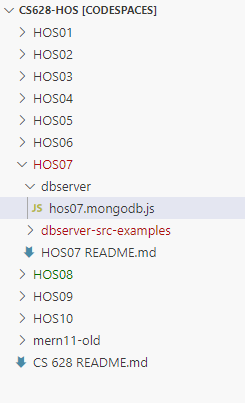 CS628-HOS [CODESPACES]
HOS01
HOS02
HOS03
HOS04
HOS05
HOS06
HOS07
dbserver
JS hos07.mongodb.js
dbserver-src-examples
HOS07 README.md
HOS08
HOS09
HOS10
mern11-old
CS 628 README.md